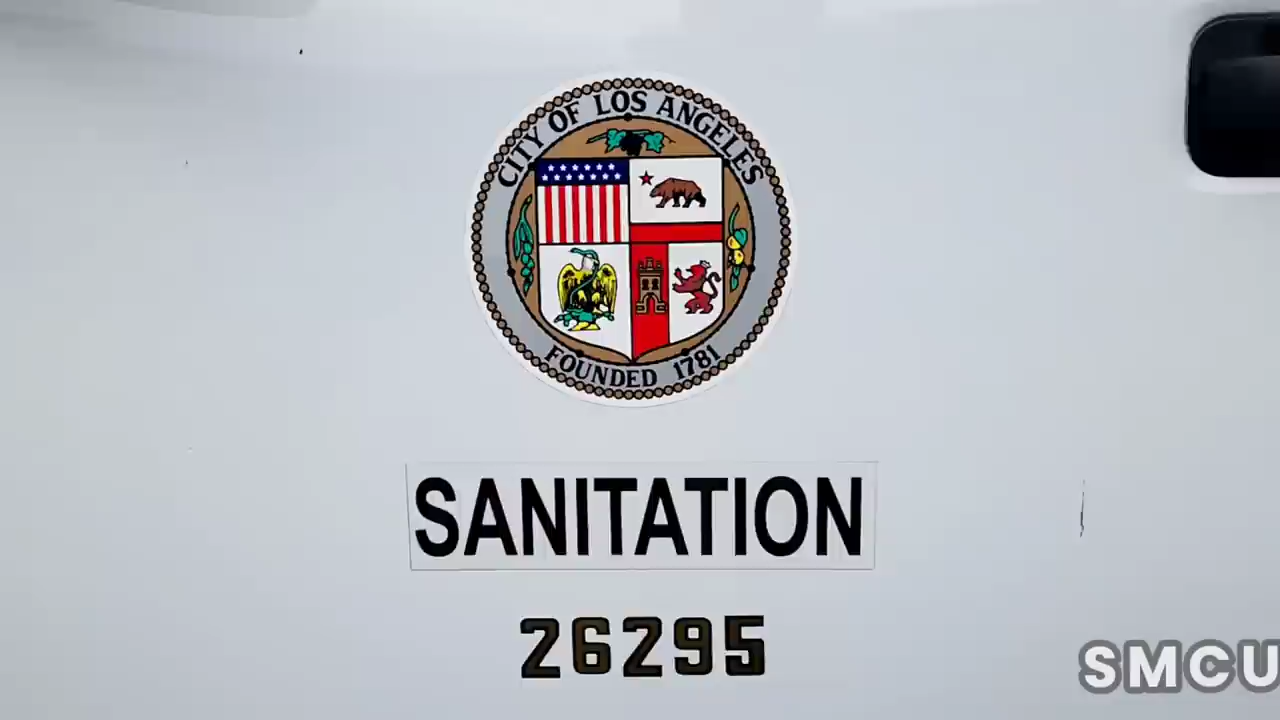 CITY OF LOS ANGELES
FOUNDED 1781
SANITATION
26295
SMCU